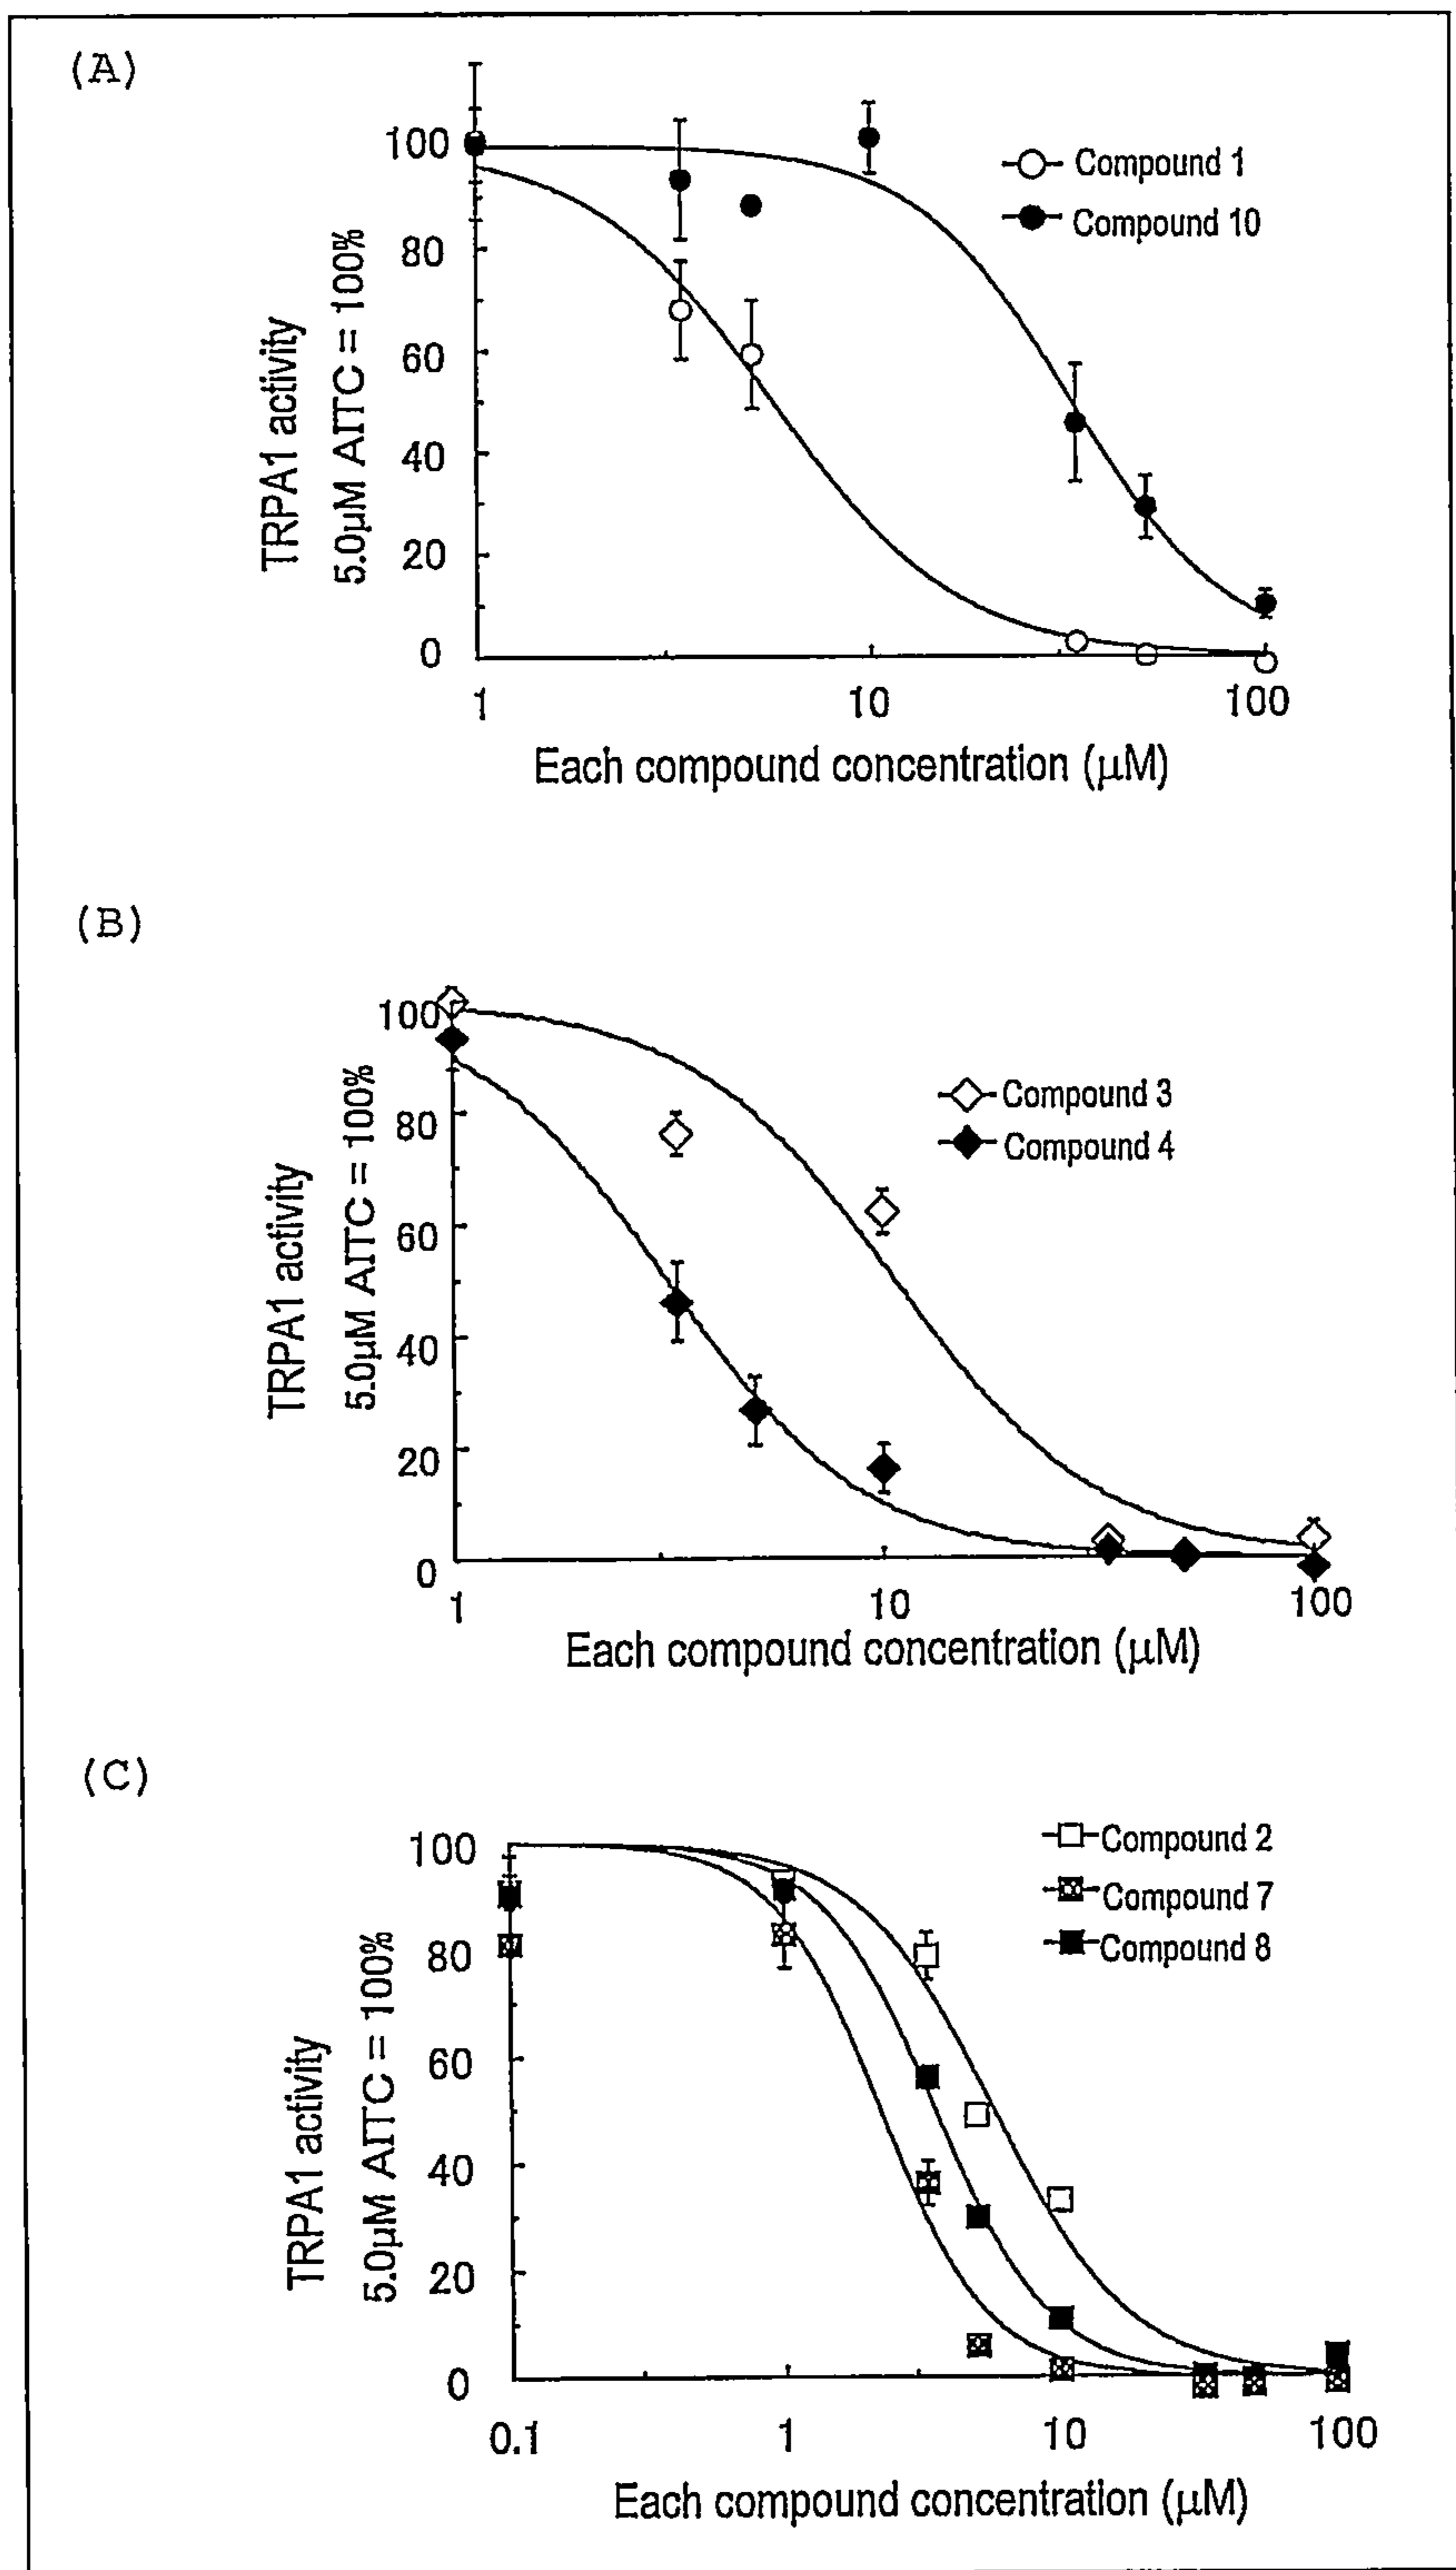 (A)
100
80
60
40
20
0
TRPA1 activity
5.0µM AITC = 100%
Compound 1
Compound 10
1 10 100
Each compound concentration (µM)
(B)
100
80
60
40
20
0
TRPA1 activity
5.0µM AITC = 100%
Compound 3
Compound 4
1 10 100
Each compound concentration (µM)
(C)
100
80
60
40
20
0
TRPA1 activity
5.0µM AITC = 100%
Compound 2
Compound 7
Compound 8
0.1 1 10 100
Each compound concentration (µM)